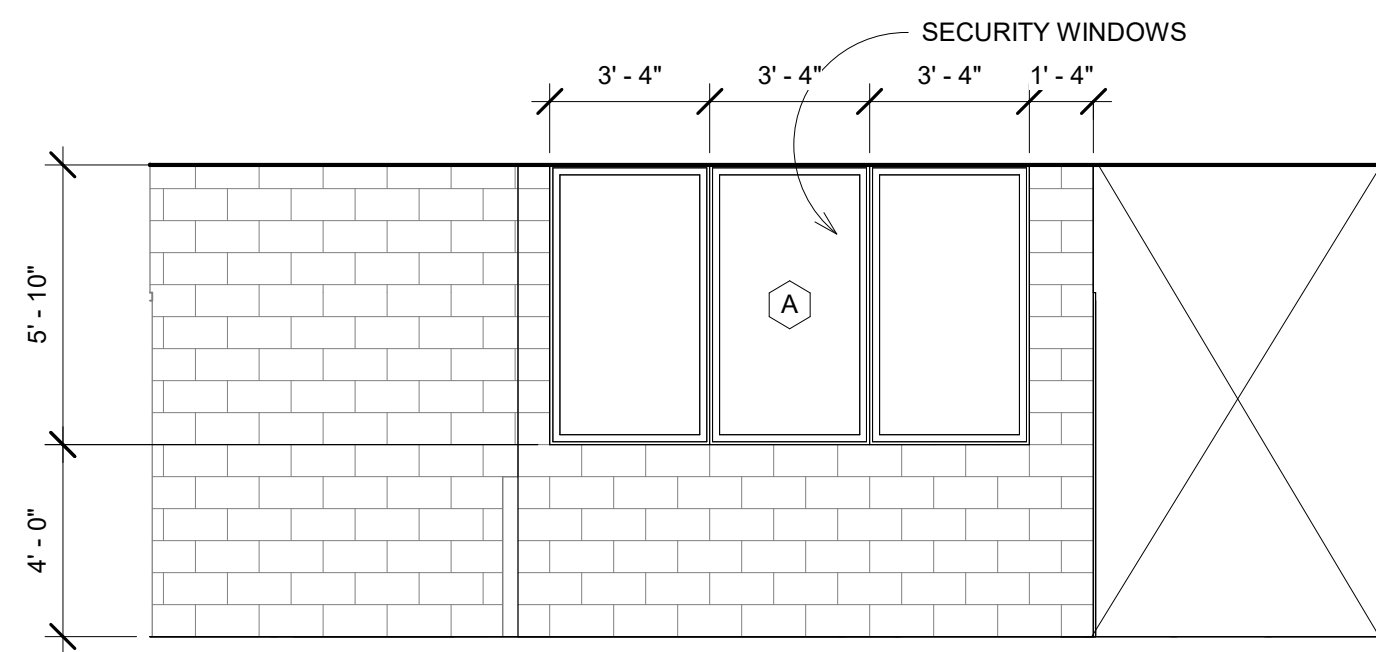 SECURITY WINDOWS
3' - 4" 3' - 4" 3' - 4" 1' - 4"
5' - 10"
A
4' - 0"